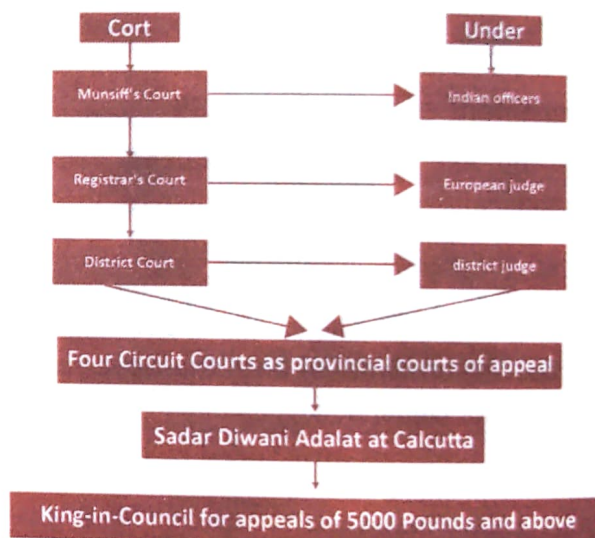 Cort
Under
Munsiff's Court
Indian officers
Registrar's Court
European judge
District Court
district judge
Four Circuit Courts as provincial courts of appeal
Sadar Diwani Adalat at Calcutta
King-in-Council for appeals of 5000 Pounds and above